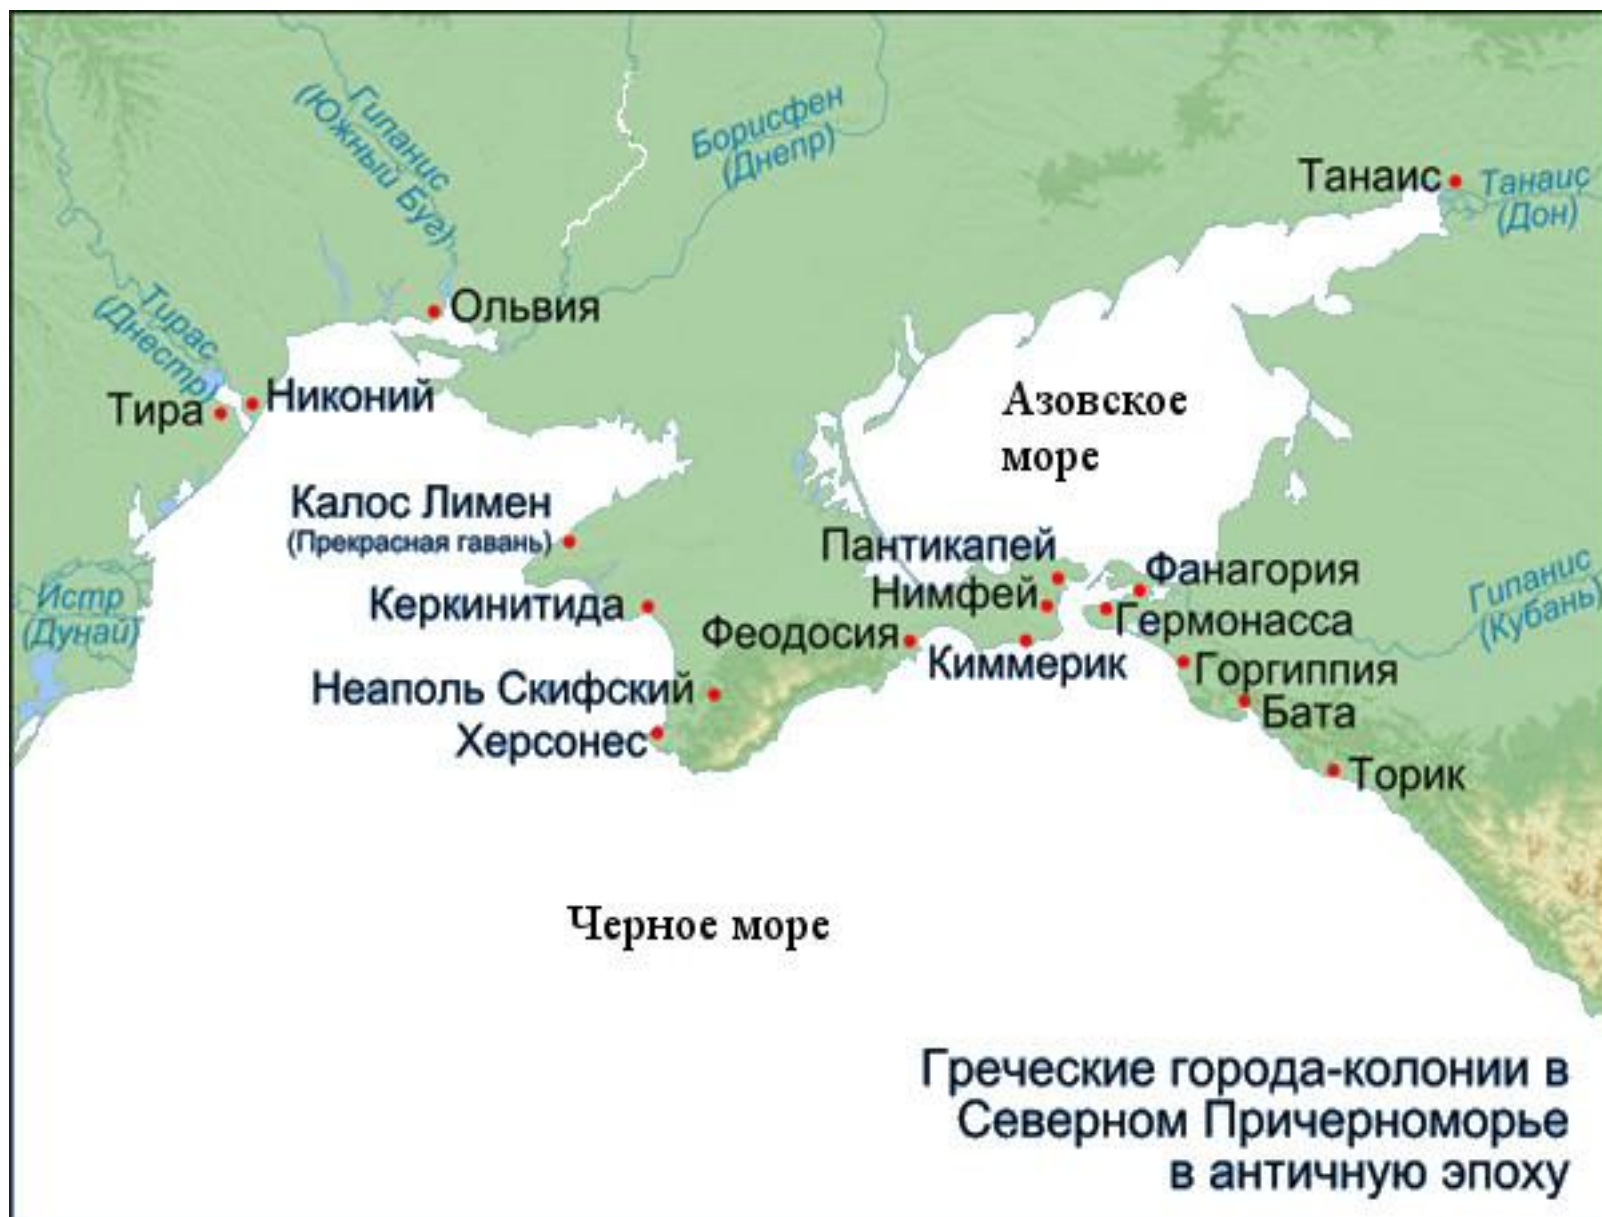 Гипанис
(Южный Буг)
Борисфен
(Днепр)
Танаис
Танаис
(Дон)
Ольвия
Тирас
(Днестр)
Тира
Никоний
Азовское
море
Калос Лимен
(Прекрасная гавань)
Пантикапей
Фанагория
Истр
(Дунай)
Керкинитида
Нимфей
Гермонасса
Гипанис
(Кубань)
Феодосия
Киммерик
Горгиппия
Неаполь Скифский
Бата
Херсонес
Торик
Черное море
Греческие города-колонии в
Северном Причерноморье
в античную эпоху